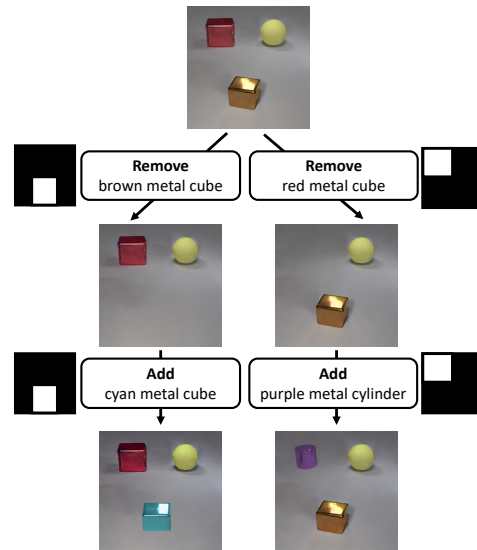 Remove
brown metal cube
Remove
red metal cube
Add
cyan metal cube
Add
purple metal cylinder